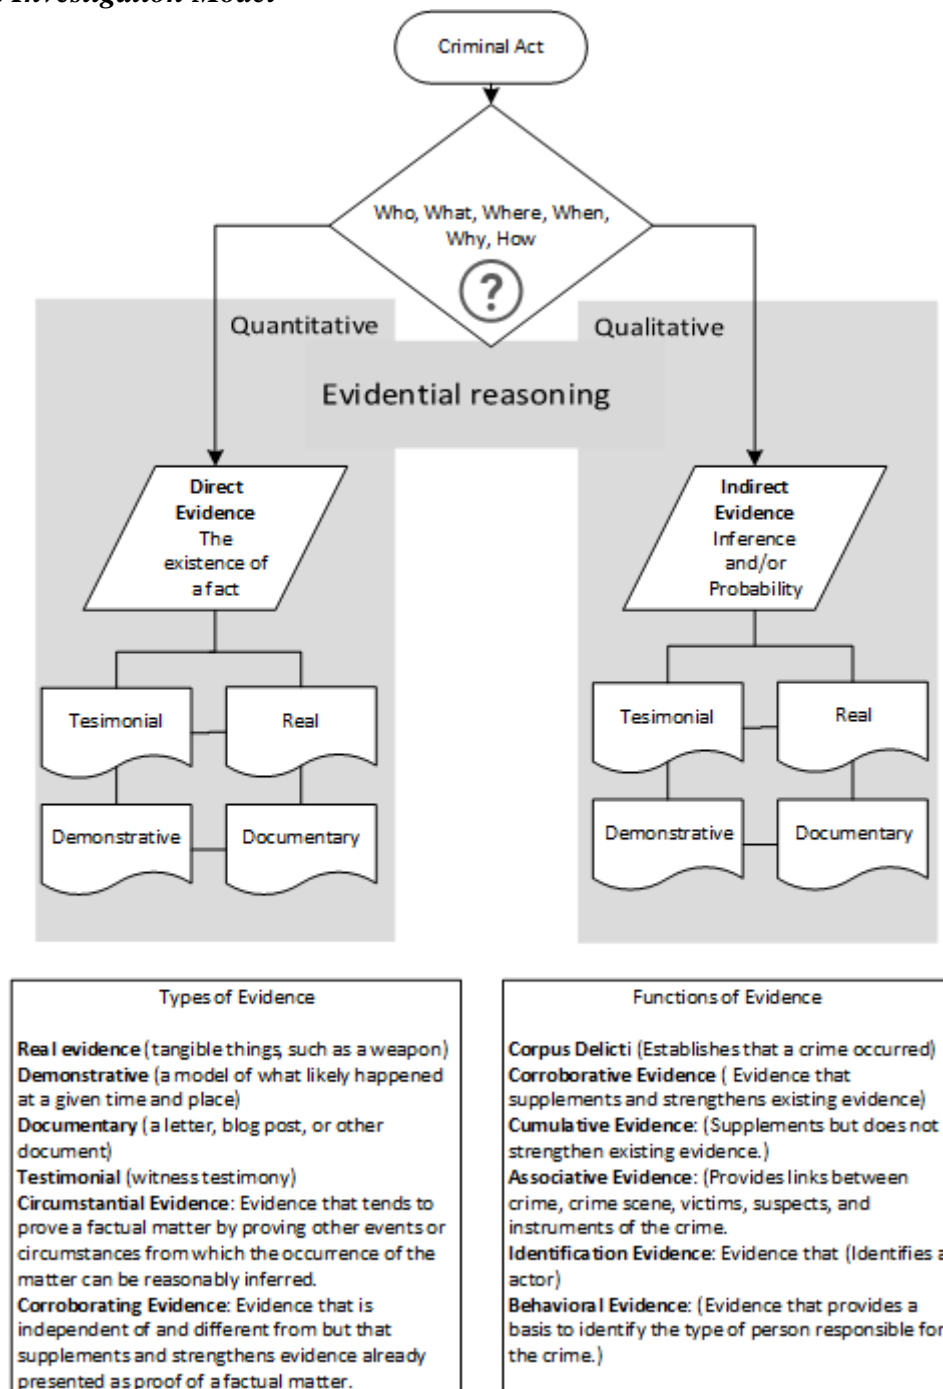 Investigation Model
Criminal Act
Who, What, Where, When,
Why, How
?
Quantitative
Qualitative
Evidential reasoning
Direct
Evidence
The
existence of
a fact
Indirect
Evidence
Inference
and/or
Probability
Tesimonial
Real
Demonstrative
Documentary
Tesimonial
Real
Demonstrative
Documentary
Types of Evidence
Real evidence (tangible things, such as a weapon)
Demonstrative (a model of what likely happened
at a given time and place)
Documentary (a letter, blog post, or other
document)
Testimonial (witness testimony)
Circumstantial Evidence: Evidence that tends to
prove a factual matter by proving other events or
circumstances from which the occurrence of the
matter can be reasonably inferred.
Corroborating Evidence: Evidence that is
independent of and different from but that
supplements and strengthens evidence already
presented as proof of a factual matter.
Functions of Evidence
Corpus Delicti (Establishes that a crime occurred)
Corroborative Evidence ( Evidence that
supplements and strengthens existing evidence)
Cumulative Evidence: (Supplements but does not
strengthen existing evidence.)
Associative Evidence: (Provides links between
crime, crime scene, victims, suspects, and
instruments of the crime.
Identification Evidence: Evidence that (Identifies a
actor)
Behavioral Evidence: (Evidence that provides a
basis to identify the type of person responsible for
the crime.)